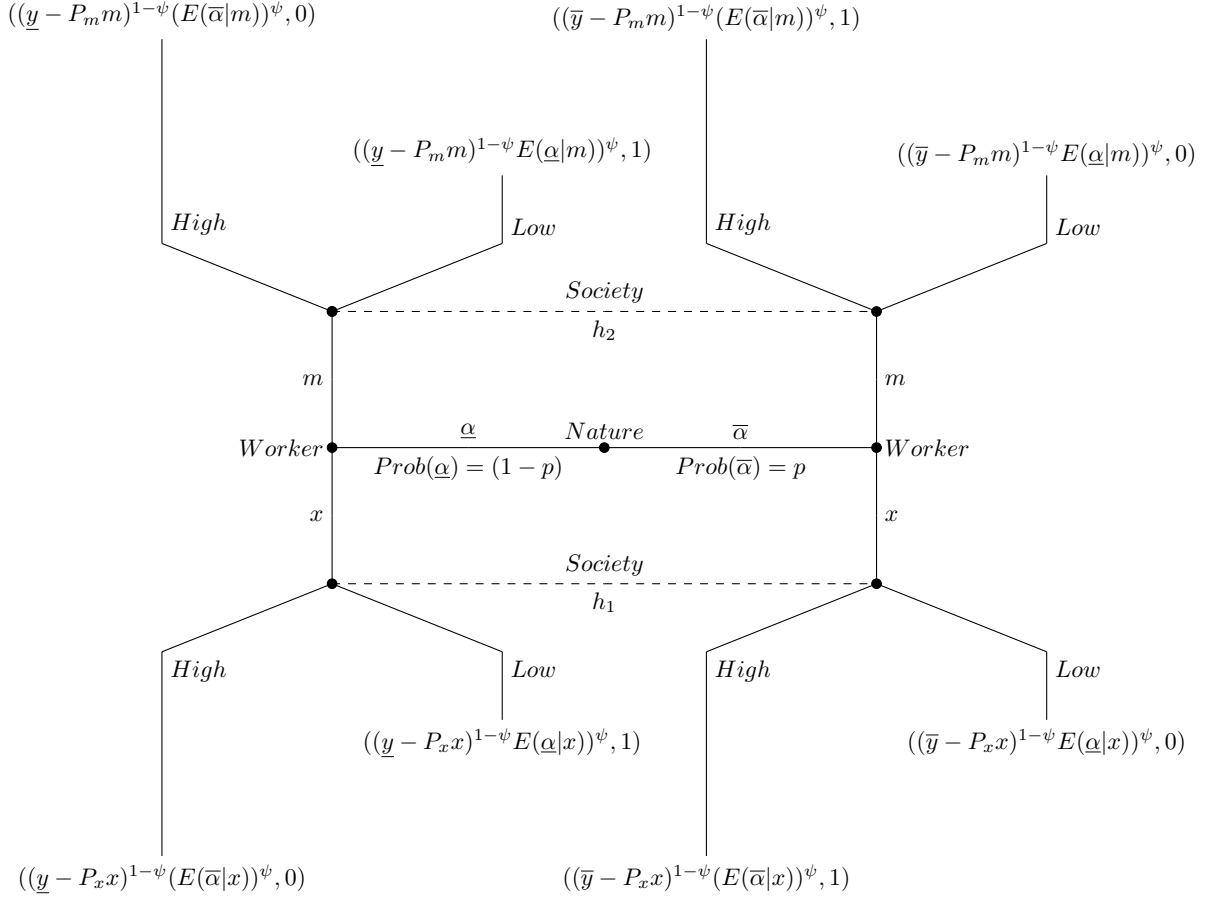 ((y̲ − P_m m)^{1−ψ}(E(α̅|m))^ψ, 0)
((y̅ − P_m m)^{1−ψ}(E(α̅|m))^ψ, 1)
((y̲ − P_m m)^{1−ψ}E(α̲|m))^ψ, 1)
((y̅ − P_m m)^{1−ψ}E(α̲|m))^ψ, 0)
High
Low
High
Low
Society
h₂
m
m
Worker
α̲
Nature
α̅
Worker
Prob(α̲) = (1 − p)
Prob(α̅) = p
x
x
Society
h₁
High
Low
High
Low
((y̲ − P_x x)^{1−ψ}E(α̲|x))^ψ, 1)
((y̅ − P_x x)^{1−ψ}E(α̲|x))^ψ, 0)
((y̲ − P_x x)^{1−ψ}(E(α̅|x))^ψ, 0)
((y̅ − P_x x)^{1−ψ}(E(α̅|x))^ψ, 1)